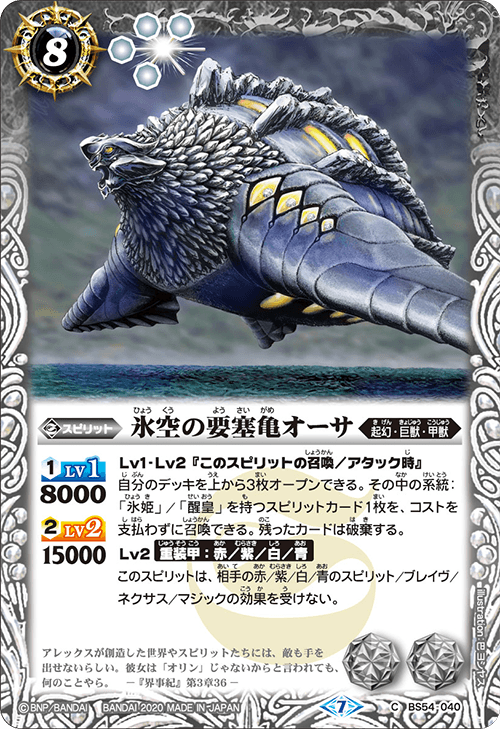 8
氷空の要塞亀オーサ
スピリット
起幻・巨獣・甲獣
1 LV1 8000
2 LV2 15000
Lv1・Lv2『このスピリットの召喚/アタック時』
自分のデッキを上から3枚オープンできる。その中の系統:
「氷姫」/「醒皇」を持つスピリットカード1枚を、コストを
支払わずに召喚できる。残ったカードは破棄する。
Lv2 重装甲:赤/紫/白/青
このスピリットは、相手の赤/紫/白/青のスピリット/ブレイヴ/
ネクサス/マジックの効果を受けない。
アレックスが創造した世界やスピリットたちには、敵も手を
出せないらしい。彼女は「オリン」じゃないからと言われても、
何のことやら。 ー『界事紀』第3章36ー
©BNP/BANDAI BANDAI 2020 MADE IN JAPAN
7
C BS54-040